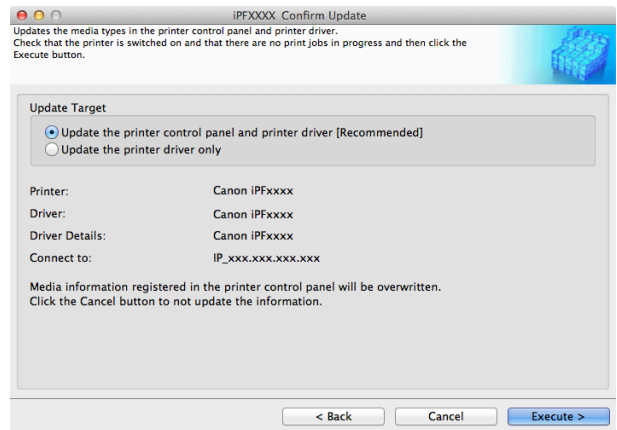 iPFXXXX Confirm Update
Updates the media types in the printer control panel and printer driver.
Check that the printer is switched on and that there are no print jobs in progress and then click the
Execute button.
Update Target
Update the printer control panel and printer driver [Recommended]
Update the printer driver only
Printer: Canon iPFxxxx
Driver: Canon iPFxxxx
Driver Details: Canon iPFxxxx
Connect to: IP_xxx.xxx.xxx.xxx
Media information registered in the printer control panel will be overwritten.
Click the Cancel button to not update the information.
< Back Cancel Execute >